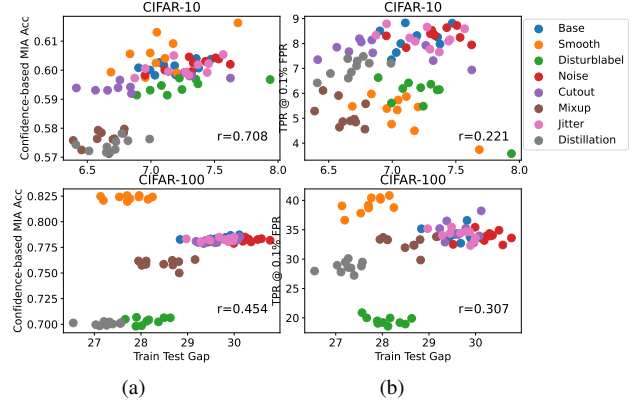 CIFAR-10
Confidence-based MIA Acc
0.61
0.60
0.59
0.58
0.57
6.5
7.0
7.5
8.0
r=0.708
CIFAR-10
TPR @ 0.1% FPR
9
8
7
6
5
4
6.5
7.0
7.5
8.0
r=0.221
Base
Smooth
Disturblabel
Noise
Cutout
Mixup
Jitter
Distillation
CIFAR-100
Confidence-based MIA Acc
0.825
0.800
0.775
0.750
0.725
0.700
27
28
29
30
Train Test Gap
r=0.454
CIFAR-100
TPR @ 0.1% FPR
40
35
30
25
20
27
28
29
30
Train Test Gap
r=0.307
(a)
(b)